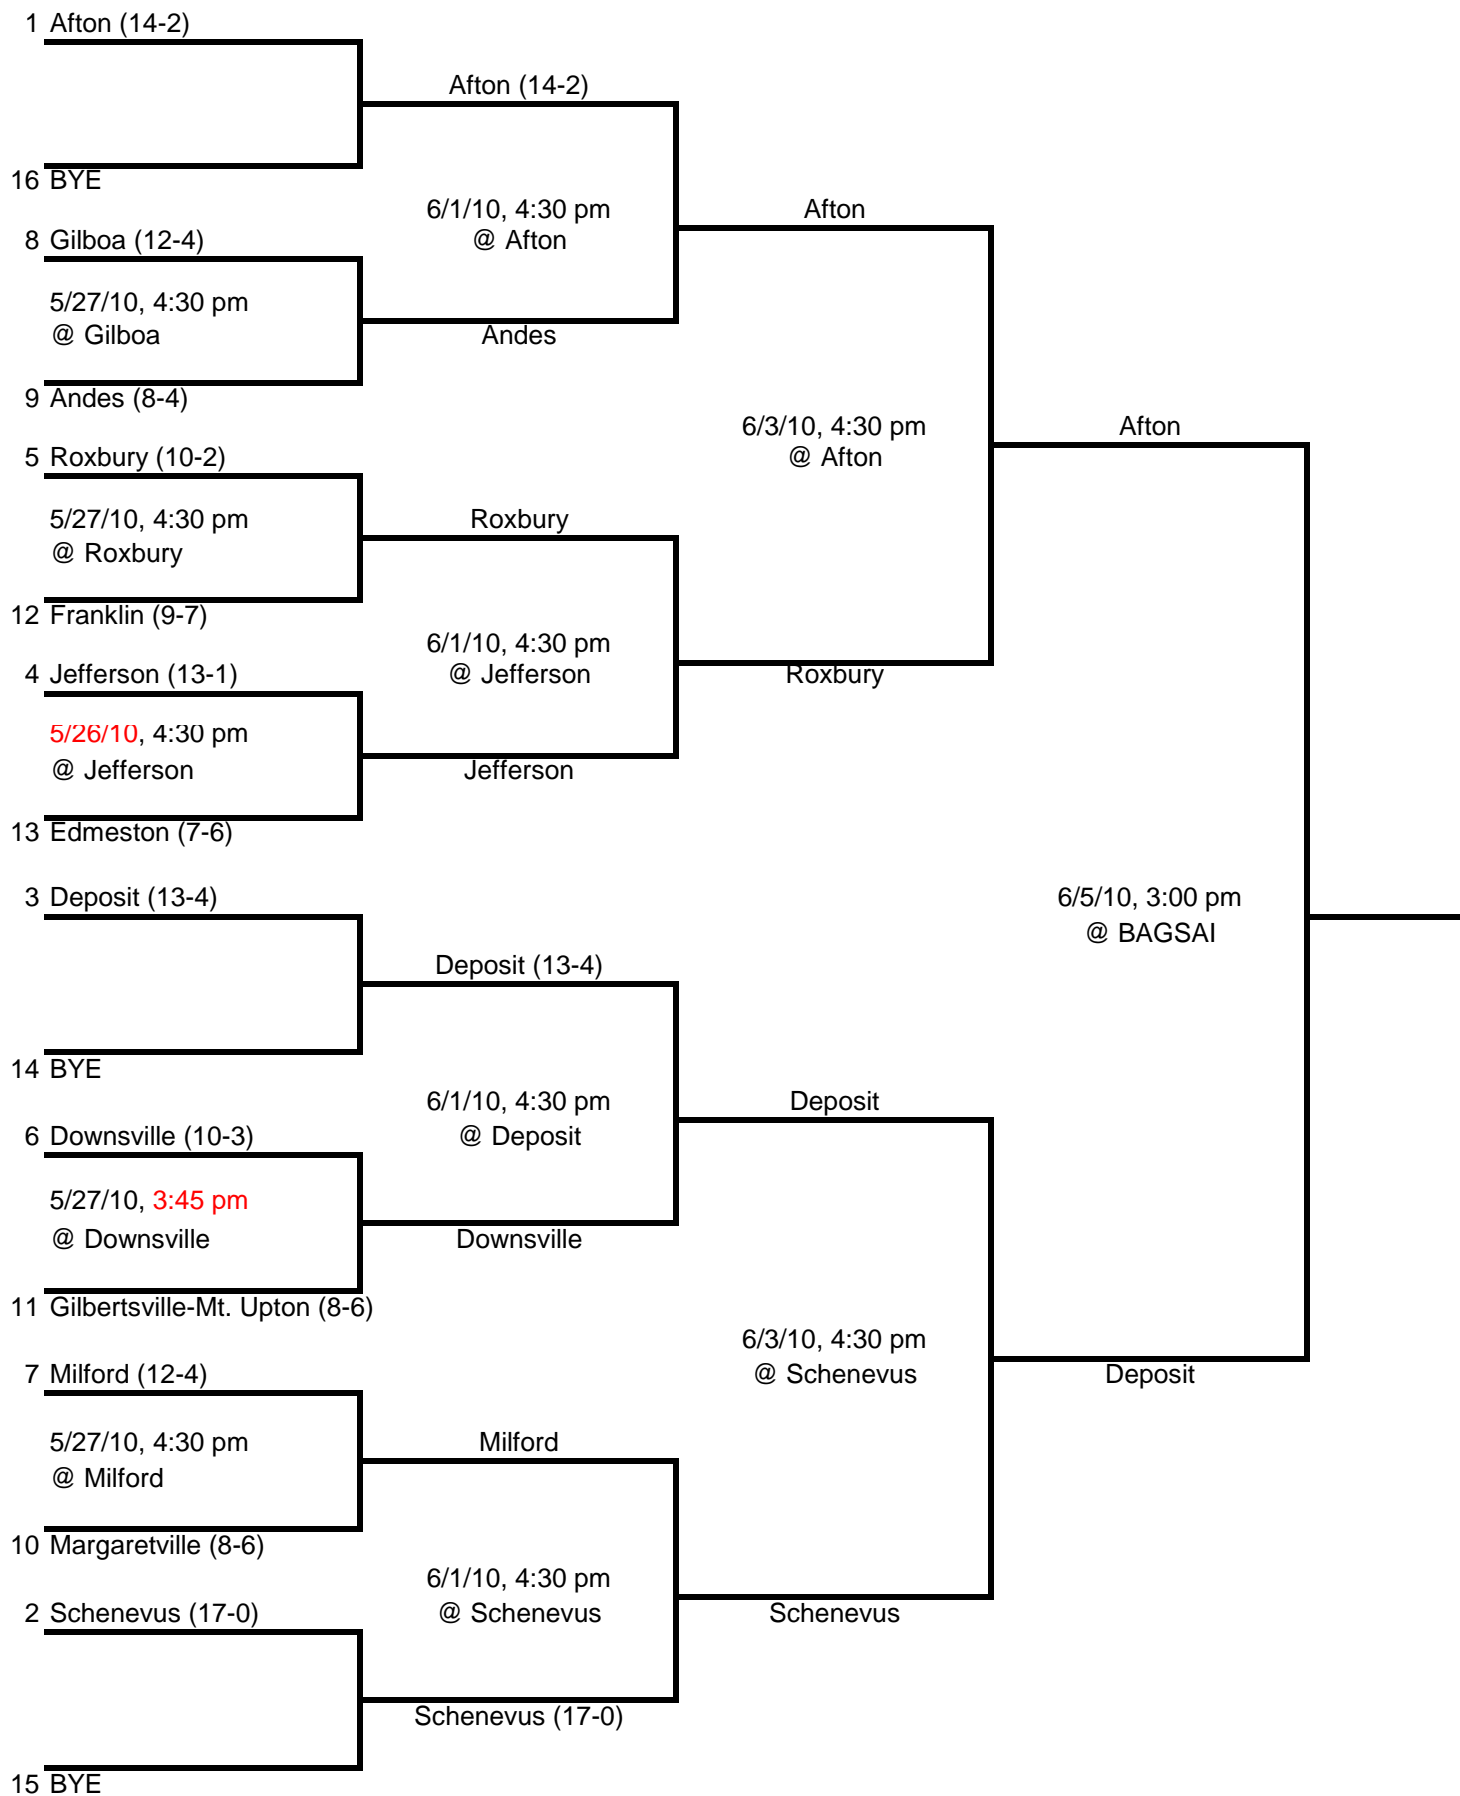 1 Afton (14-2)
Afton (14-2)
16 BYE
6/1/10, 4:30 pm
@ Afton
Afton
8 Gilboa (12-4)
5/27/10, 4:30 pm
@ Gilboa
Andes
9 Andes (8-4)
6/3/10, 4:30 pm
@ Afton
Afton
5 Roxbury (10-2)
5/27/10, 4:30 pm
@ Roxbury
Roxbury
12 Franklin (9-7)
6/1/10, 4:30 pm
@ Jefferson
Roxbury
4 Jefferson (13-1)
5/26/10, 4:30 pm
@ Jefferson
Jefferson
13 Edmeston (7-6)
3 Deposit (13-4)
6/5/10, 3:00 pm
@ BAGSAI
Deposit (13-4)
14 BYE
6/1/10, 4:30 pm
@ Deposit
Deposit
6 Downsville (10-3)
5/27/10, 3:45 pm
@ Downsville
Downsville
11 Gilbertsville-Mt. Upton (8-6)
6/3/10, 4:30 pm
@ Schenevus
Deposit
7 Milford (12-4)
5/27/10, 4:30 pm
@ Milford
Milford
10 Margaretville (8-6)
6/1/10, 4:30 pm
@ Schenevus
Schenevus
2 Schenevus (17-0)
Schenevus (17-0)
15 BYE